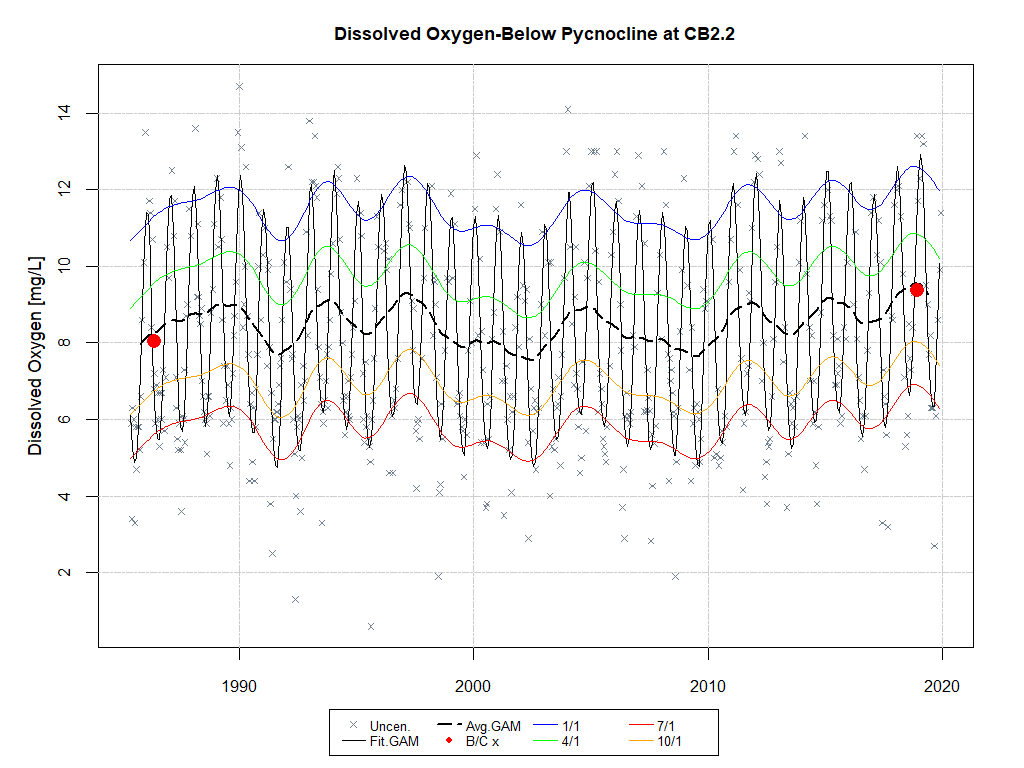 Dissolved Oxygen-Below Pycnocline at CB2.2
Dissolved Oxygen [mg/L]
14
12
10
8
6
4
2
1990 2000 2010 2020
Uncen. Avg.GAM 1/1 7/1
Fit.GAM B/C x 4/1 10/1